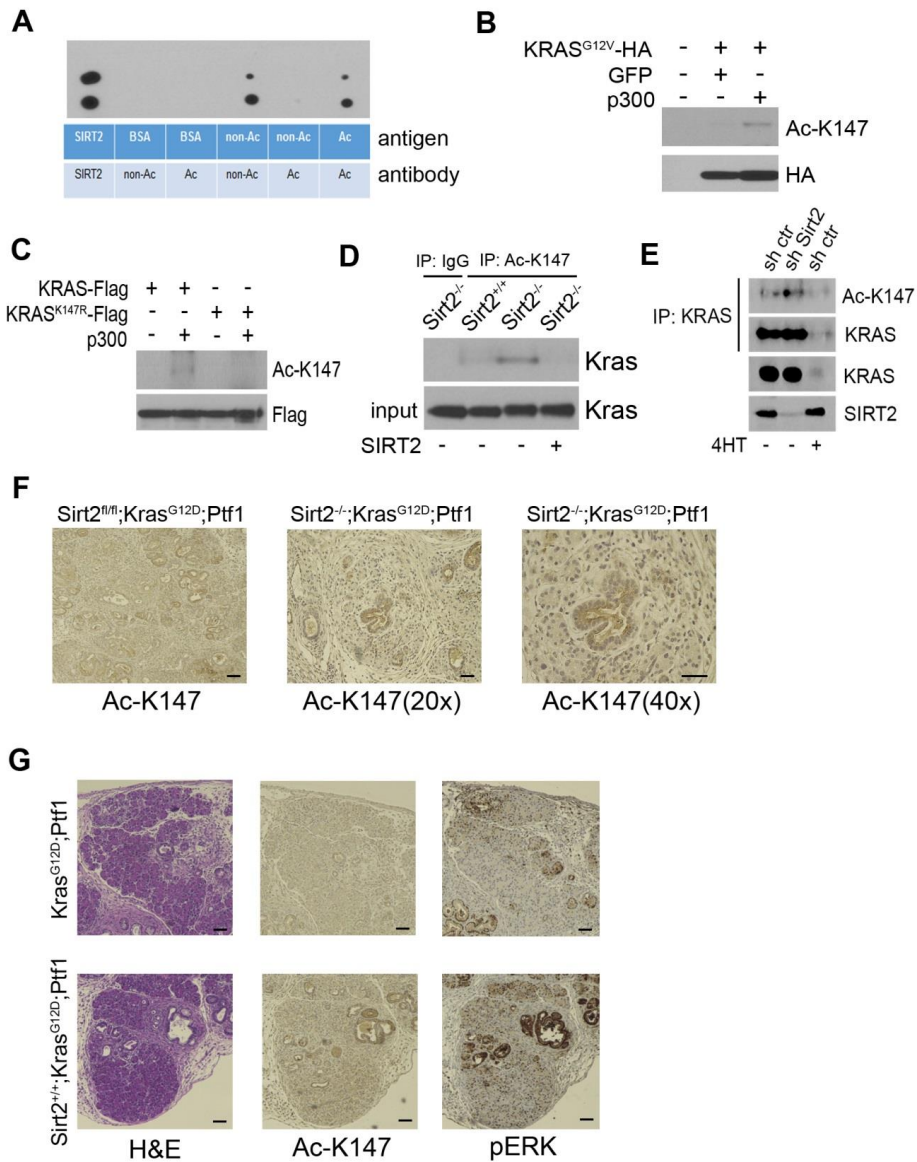 A
SIRT2 BSA BSA non-Ac non-Ac Ac antigen
SIRT2 non-Ac Ac non-Ac Ac Ac antibody
B
KRASG12V-HA - + +
GFP - + -
p300 - - +
Ac-K147
HA
C
KRAS-Flag + + - -
KRASK147R-Flag - - + +
p300 - + - +
Ac-K147
Flag
D
IP: IgG IP: Ac-K147
Sirt2-/- Sirt2+/+ Sirt2-/- Sirt2-/-
Kras
input Kras
SIRT2 - - - +
E
sh ctr sh Sirt2 sh ctr
IP: KRAS
Ac-K147
KRAS
KRAS
SIRT2
4HT - - +
F
Sirt2fl/fl;KrasG12D;Ptf1 Sirt2-/-;KrasG12D;Ptf1 Sirt2-/-;KrasG12D;Ptf1
Ac-K147 Ac-K147(20x) Ac-K147(40x)
G
KrasG12D;Ptf1
Sirt2+/+;KrasG12D;Ptf1
H&E Ac-K147 pERK